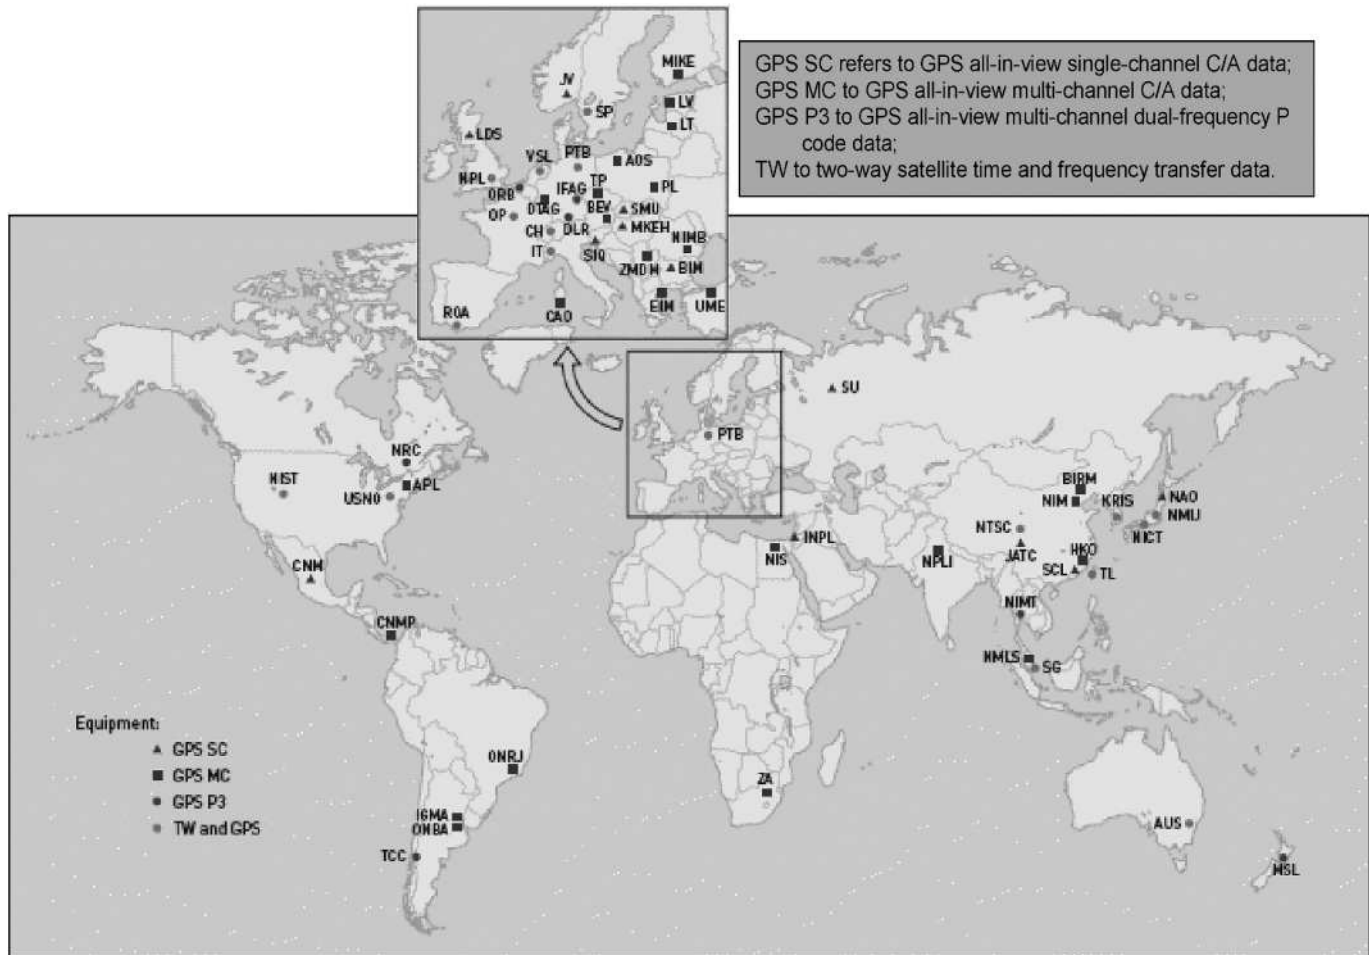 MIKE
JV
SP
LV
LT
LDS
VSL
PTB
AOS
NPL
ORB
IFAG
TP
PL
OP
DTAG
BEV
SMU
CH
DLR
MKEH
IT
SIQ
NIMB
ZMDM
BIM
ROA
CAO
EIM
UME
GPS SC refers to GPS all-in-view single-channel C/A data;
GPS MC to GPS all-in-view multi-channel C/A data;
GPS P3 to GPS all-in-view multi-channel dual-frequency P
code data;
TW to two-way satellite time and frequency transfer data.
SU
PTB
NRC
NIST
USNO
APL
BIRM
NIM
KRIS
NAO
NMIJ
NICT
NTSC
INPL
NIS
NPLI
JATC
HKO
SCL
TL
CNM
NIMT
CNMP
NMLS
SG
Equipment:
GPS SC
GPS MC
GPS P3
TW and GPS
ONRJ
ZA
IGMA
ONBA
TCC
AUS
MSL